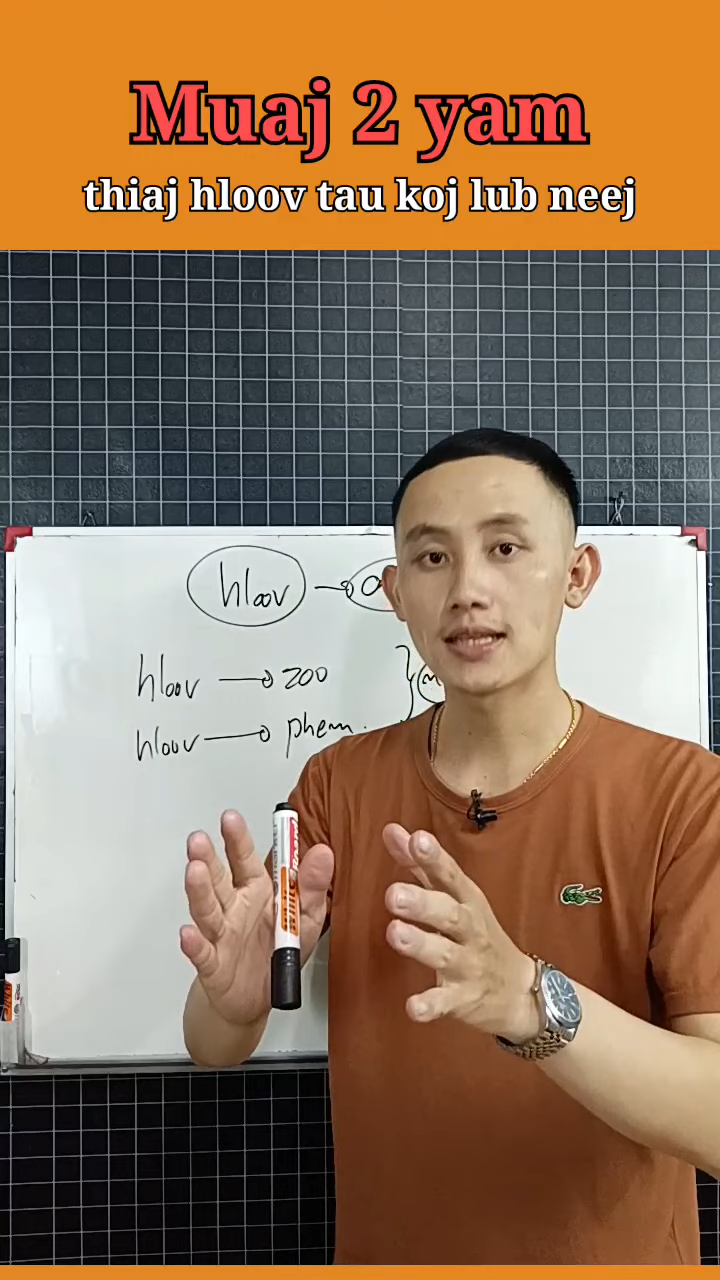 Muaj 2 yam
thiaj hloov tau koj lub neej
hloov
hloov zoo
hloov phem.